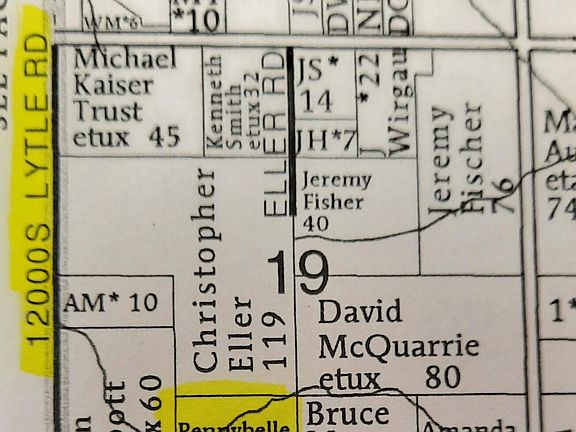 WM*6
*10
12000S LYTLE RD
Michael
Kaiser
Trust
etux 45
Kenneth
Smith
etux32
ELLER RD
JS*
14
*22
JH*7
J
Wirgau
Jeremy
Fisher
40
Jeremy
Fischer
76
74
Christopher
Eller
119
19
AM* 10
David
McQuarrie
etux 80
1*
x 60
Pennybelle
Bruce
Amanda